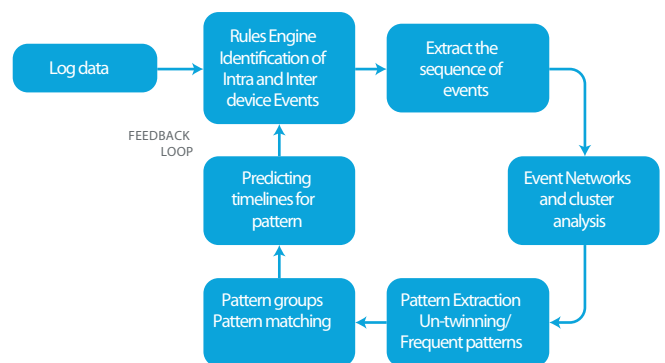 Log data
Rules Engine
Identification of
Intra and Inter
device Events
Extract the
sequence of
events
FEEDBACK
LOOP
Predicting
timelines for
pattern
Event Networks
and cluster
analysis
Pattern groups
Pattern matching
Pattern Extraction
Un-twinning/
Frequent patterns